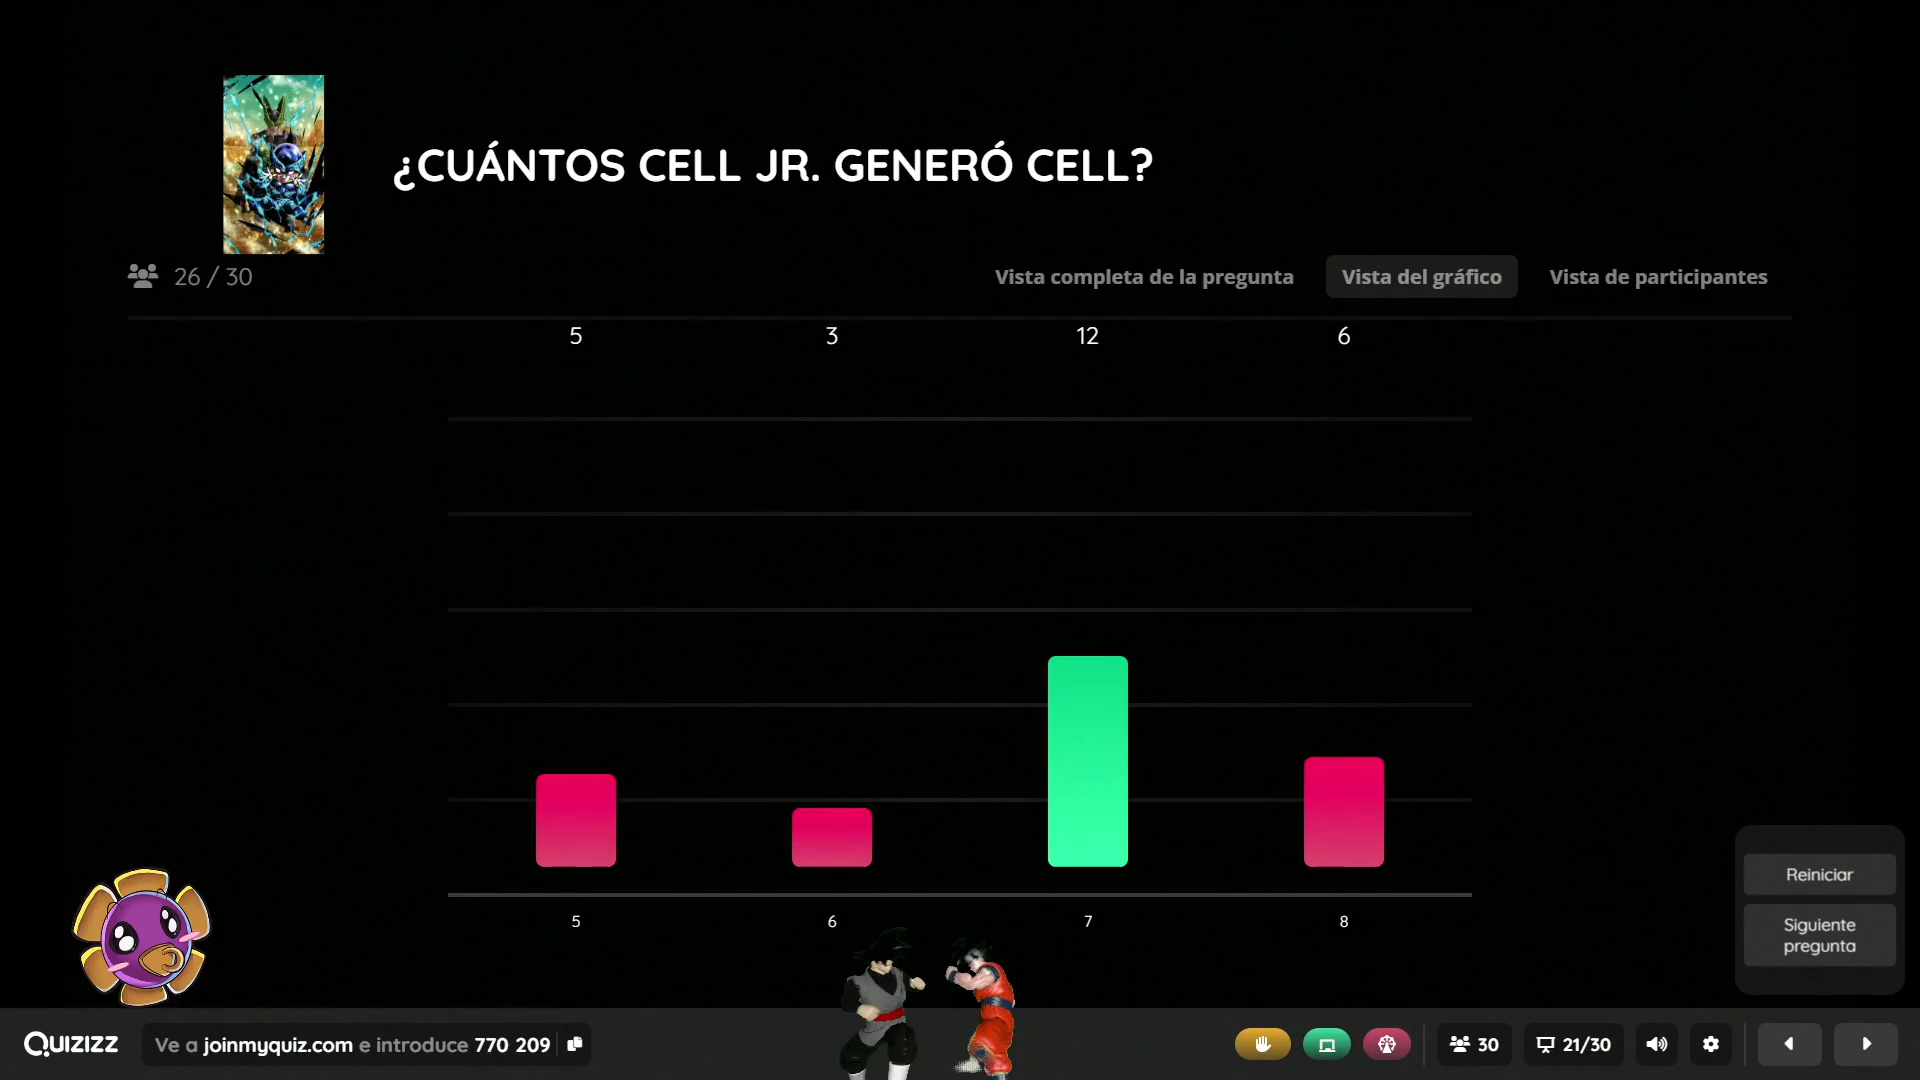 ¿CUÁNTOS CELL JR. GENERÓ CELL?
26 / 30
Vista completa de la pregunta
Vista del gráfico
Vista de participantes
5
3
12
6
5
6
7
8
Reiniciar
Siguiente
pregunta
QUIZIZZ
Ve a joinmyquiz.com e introduce 770 209
30
21/30